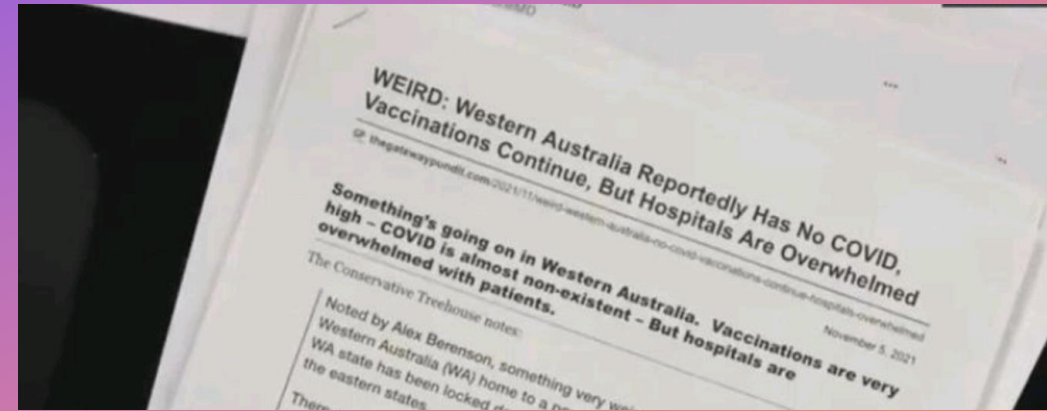 WEIRD: Western Australia Reportedly Has No COVID,
Vaccinations Continue, But Hospitals Are Overwhelmed
thegatewaypundit.com/2021/11/weird-western-australia-no-covid-vaccinations-continue-hospitals-overwhelmed
November 5, 2021
Something's going on in Western Australia. Vaccinations are very
high – COVID is almost non-existent – But hospitals are
overwhelmed with patients.
The Conservative Treehouse notes:
Noted by Alex Berenson, something very
Western Australia (WA) home to a
WA state has been locked
the eastern states
There